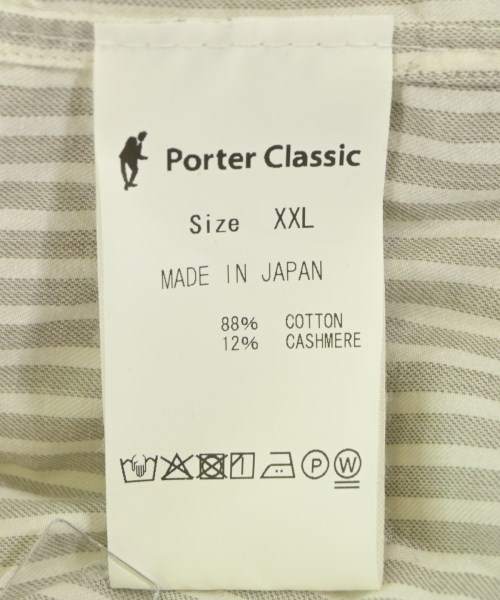 Porter Classic
Size XXL
MADE IN JAPAN
88% COTTON
12% CASHMERE
P W